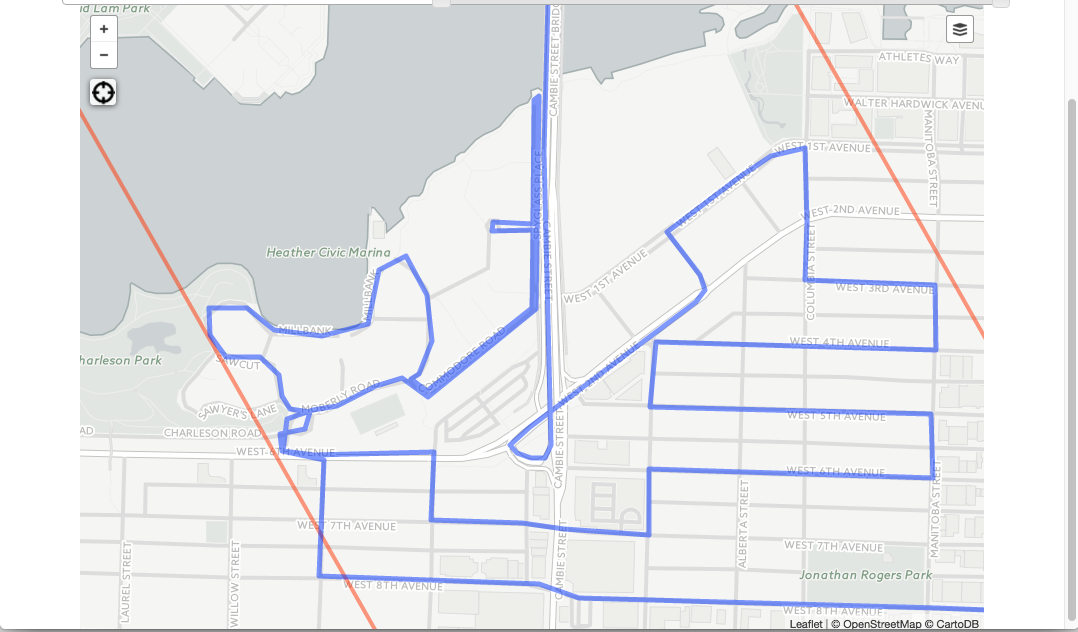 id Lam Park
+
−
CAMBIE STREET BRIDG
ATHLETES WAY
WALTER HARDWICK AVENU
MANITOBA STREET
WEST 1ST AVENUE
SPYGLASS PLACE
WEST 1ST AVENUE
WEST 2ND AVENUE
CAMBIE STREET
COLUMBIA STREET
Heather Civic Marina
MILLBANK
WEST 1ST AVENUE
WEST 3RD AVENUE
MILLBANK
COMMODORE ROAD
WEST 4TH AVENUE
WEST 2ND AVENUE
harleson Park
SAWCUT
MOBERLY ROAD
SAWYER'S LANE
WEST 5TH AVENUE
AD
CHARLESON ROAD
CAMBIE STREET
WEST 6TH AVENUE
WEST 6TH AVENUE
MANITOBA STREET
ALBERTA STREET
WEST 7TH AVENUE
CAMBIE STREET
WEST 7TH AVENUE
LAUREL STREET
WILLOW STREET
Jonathan Rogers Park
WEST 8TH AVENUE
WEST 8TH AVENUE
Leaflet | © OpenStreetMap © CartoDB